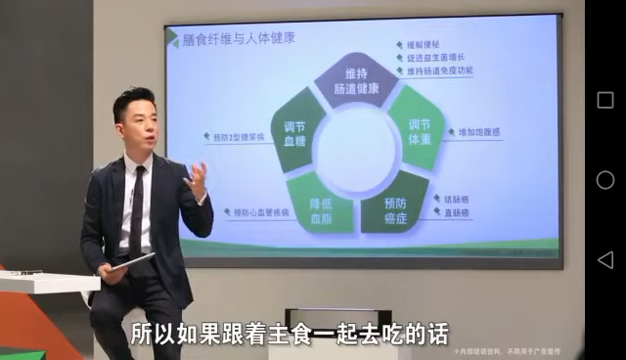 膳食纤维与人体健康
缓解便秘
促进益生菌增长
维持肠道免疫功能
维持
肠道健康
调节
血糖
预防2型糖尿病
调节
体重
增加饱腹感
降低
血脂
预防心血管疾病
预防
癌症
结肠癌
直肠癌
所以如果跟着主食一起去吃的话